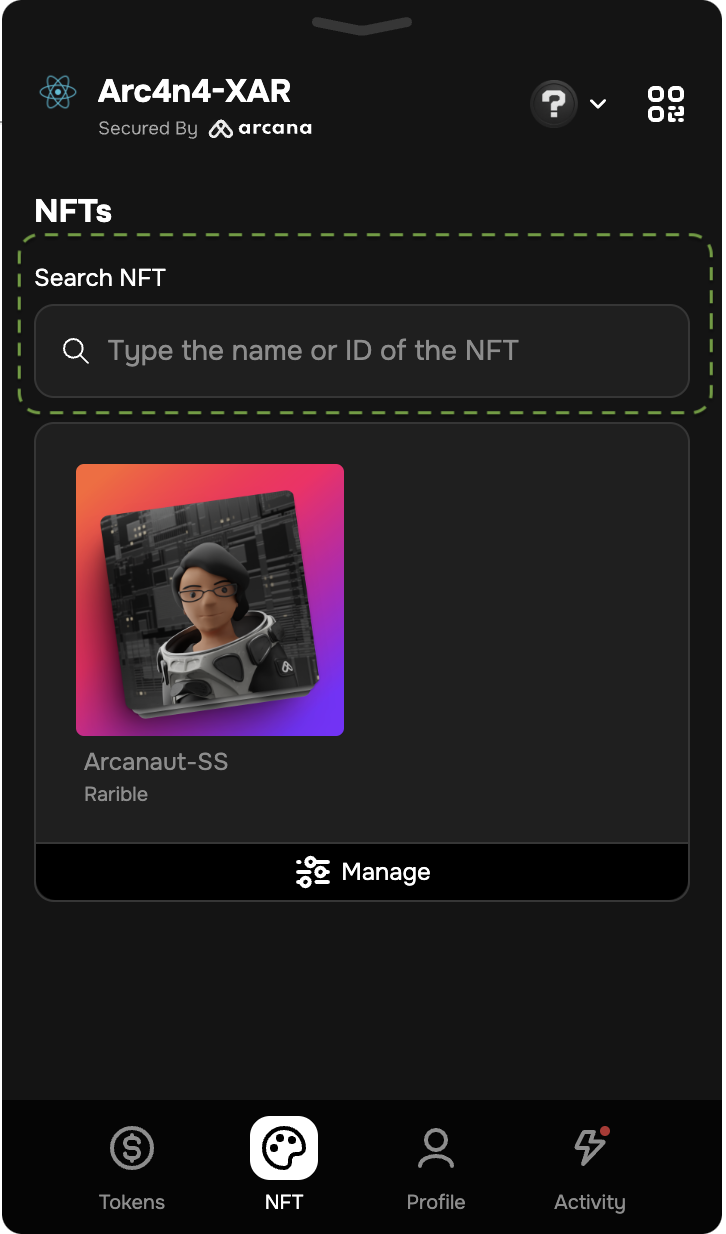 Arc4n4-XAR
Secured By arcana
?
NFTs
Search NFT
Type the name or ID of the NFT
Arcanaut-SS
Rarible
Manage
Tokens
NFT
Profile
Activity